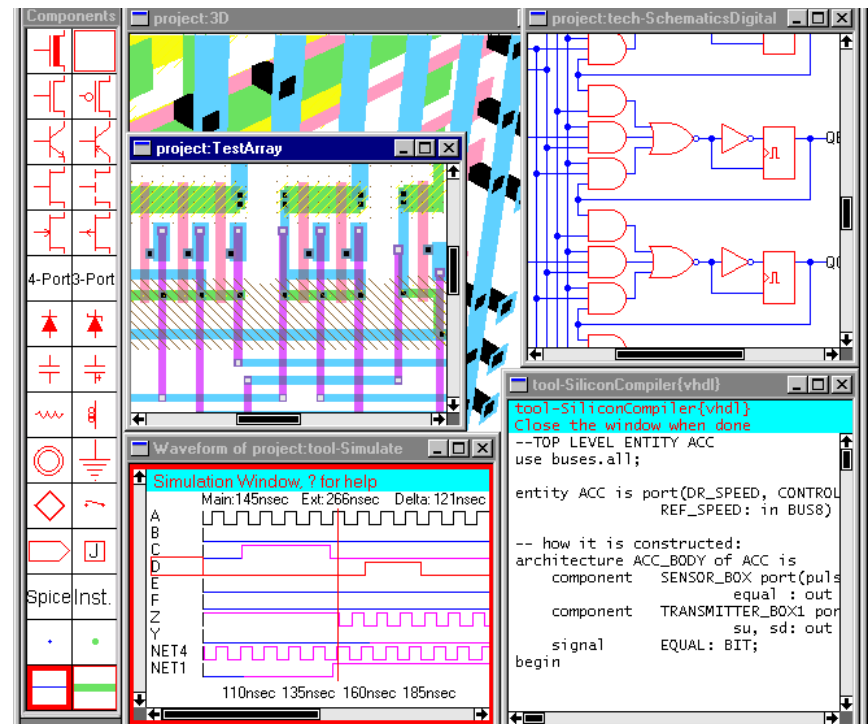 Components
4-Port 3-Port
J
Spice Inst.
project:3D
project:TestArray
project:tech-SchematicsDigital
Waveform of project:tool-Simulate
Simulation Window, ? for help
Main:145nsec Ext:266nsec Delta: 121nsec
A
B
C
D
E
F
Z
Y
NET4
NET1
110nsec 135nsec 160nsec 185nsec
tool-SiliconCompiler{vhdl}
tool-SiliconCompiler{vhdl}
Close the window when done
--TOP LEVEL ENTITY ACC
use buses.all;
entity ACC is port(DR_SPEED, CONTROL
REF_SPEED: in BUS8)
-- how it is constructed:
architecture ACC_BODY of ACC is
component SENSOR_BOX port(puls
equal : out
component TRANSMITTER_BOX1 por
su, sd: out
signal EQUAL: BIT;
begin